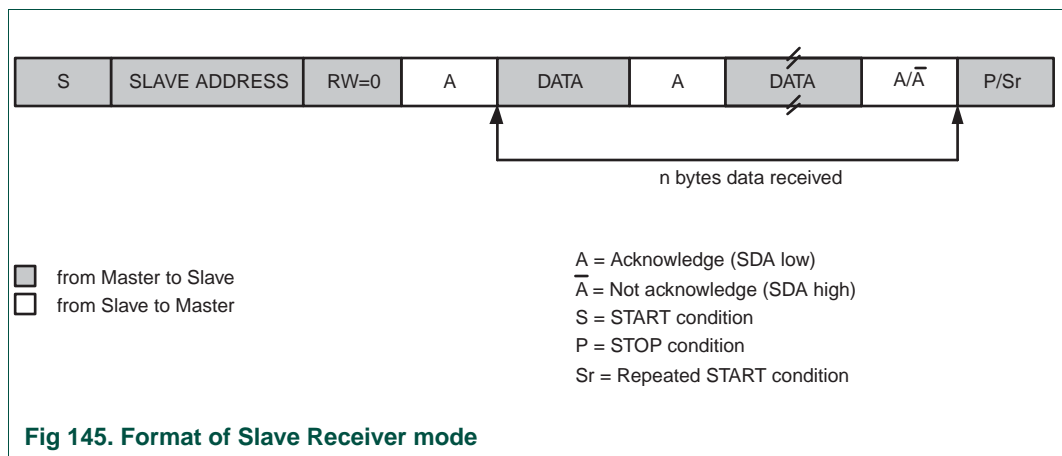 S SLAVE ADDRESS RW=0 A DATA A DATA A/A̅ P/Sr
n bytes data received
from Master to Slave
from Slave to Master
A = Acknowledge (SDA low)
A̅ = Not acknowledge (SDA high)
S = START condition
P = STOP condition
Sr = Repeated START condition
Fig 145. Format of Slave Receiver mode